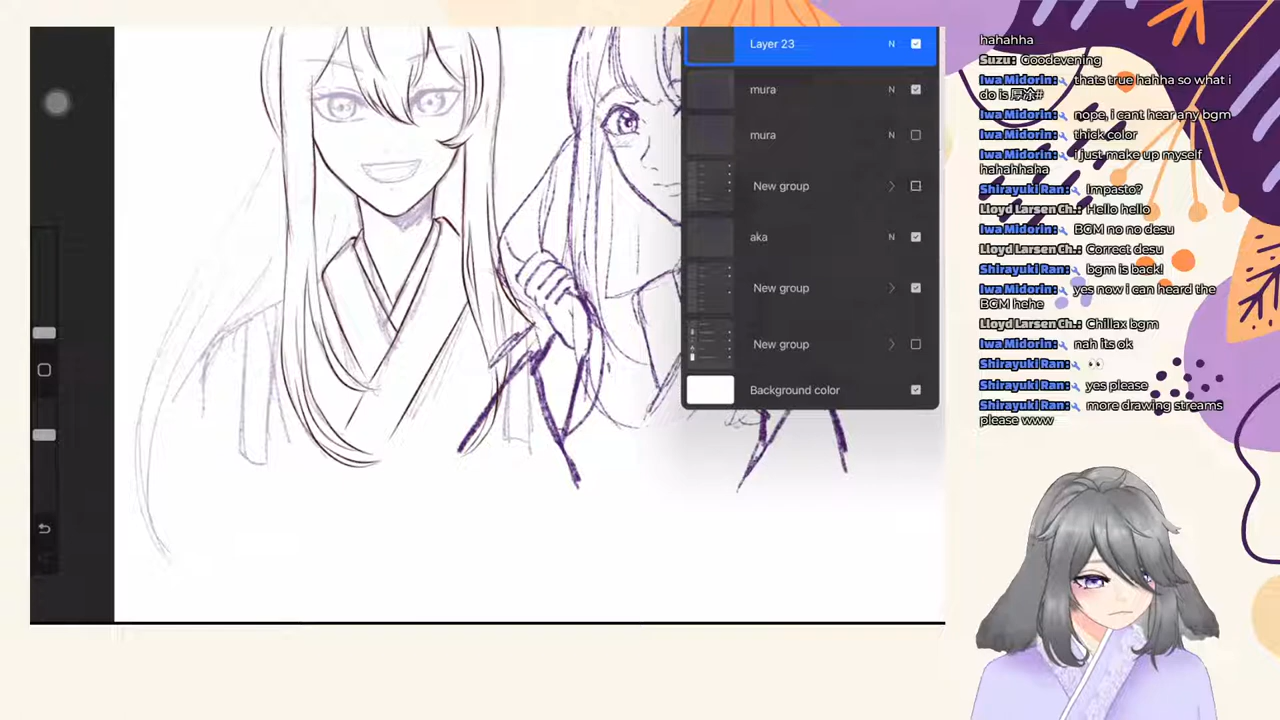 Layer 23
N
mura
N
mura
N
New group
aka
N
New group
New group
Background color
hahahha
Suzu: Goodevening
Iwa Midorin: thats true hahha so what i
do is 厚涂#
Iwa Midorin: nope, i cant hear any bgm
Iwa Midorin: thick color
Iwa Midorin: i just make up myself
hahahhaha
Shirayuki Ran: Impasto?
Lloyd Larsen Ch.: Hello hello
Iwa Midorin: BGM no no desu
Lloyd Larsen Ch.: Correct desu
Shirayuki Ran: bgm is back!
Iwa Midorin: yes now i can heard the
BGM hehe
Lloyd Larsen Ch.: Chillax bgm
Iwa Midorin: nah its ok
Shirayuki Ran: 👀
Shirayuki Ran: yes please
Shirayuki Ran: more drawing streams
please www